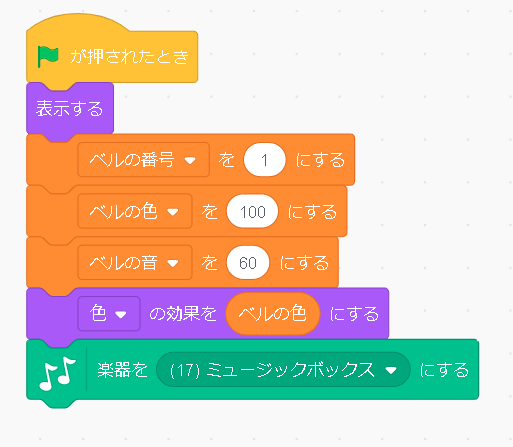 が押されたとき
表示する
ベルの番号 を 1 にする
ベルの色 を 100 にする
ベルの音 を 60 にする
色 の効果を ベルの色 にする
楽器を (17) ミュージックボックス にする